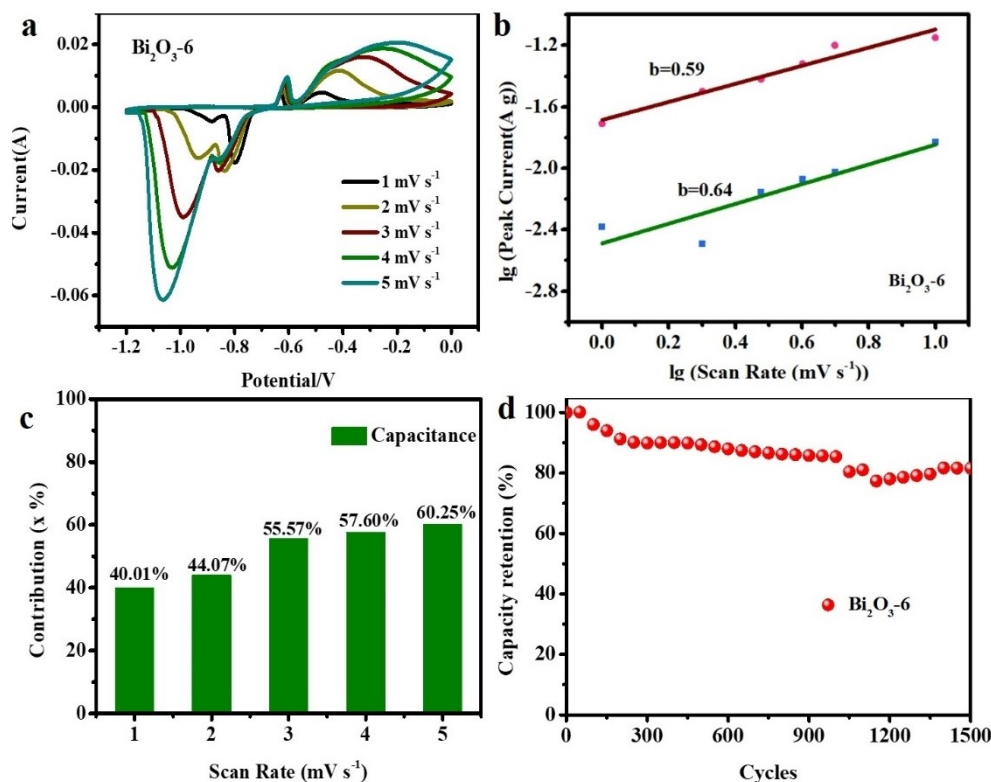 a
Bi₂O₃-6
0.02
0.00
-0.02
-0.04
-0.06
Current(A)
1 mV s⁻¹
2 mV s⁻¹
3 mV s⁻¹
4 mV s⁻¹
5 mV s⁻¹
-1.2 -1.0 -0.8 -0.6 -0.4 -0.2 0.0
Potential/V
b
-1.2
-1.6
-2.0
-2.4
-2.8
lg (Peak Current(A g)
b=0.59
b=0.64
Bi₂O₃-6
0.0 0.2 0.4 0.6 0.8 1.0
lg (Scan Rate (mV s⁻¹))
c
100
80
60
40
20
0
Contribution (x %)
Capacitance
40.01%
44.07%
55.57%
57.60%
60.25%
1 2 3 4 5
Scan Rate (mV s⁻¹)
d
100
80
60
40
20
0
Capacity retention (%)
Bi₂O₃-6
0 300 600 900 1200 1500
Cycles